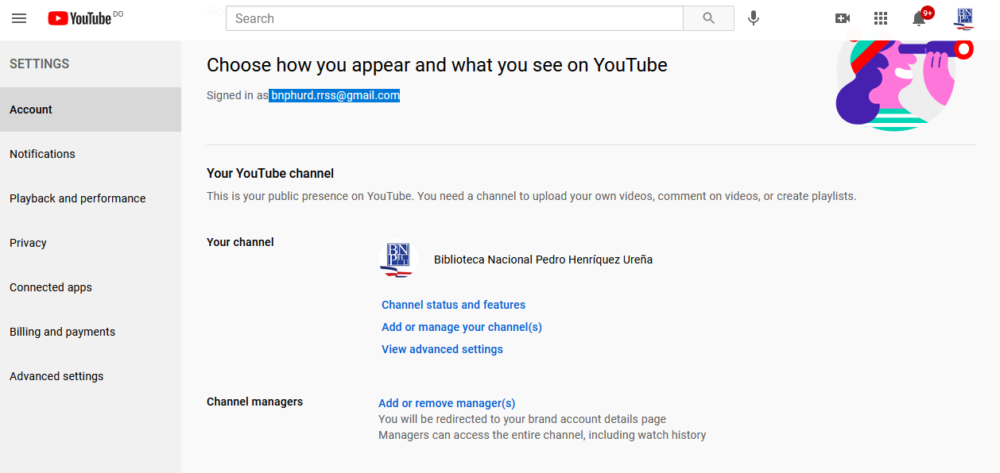 YouTube DO
Search
9+
BN
PHU
SETTINGS
Account
Notifications
Playback and performance
Privacy
Connected apps
Billing and payments
Advanced settings
Choose how you appear and what you see on YouTube
Signed in as bnphurd.rrss@gmail.com
Your YouTube channel
This is your public presence on YouTube. You need a channel to upload your own videos, comment on videos, or create playlists.
Your channel
BN
PHU
Biblioteca Nacional Pedro Henríquez Ureña
Channel status and features
Add or manage your channel(s)
View advanced settings
Channel managers
Add or remove manager(s)
You will be redirected to your brand account details page
Managers can access the entire channel, including watch history